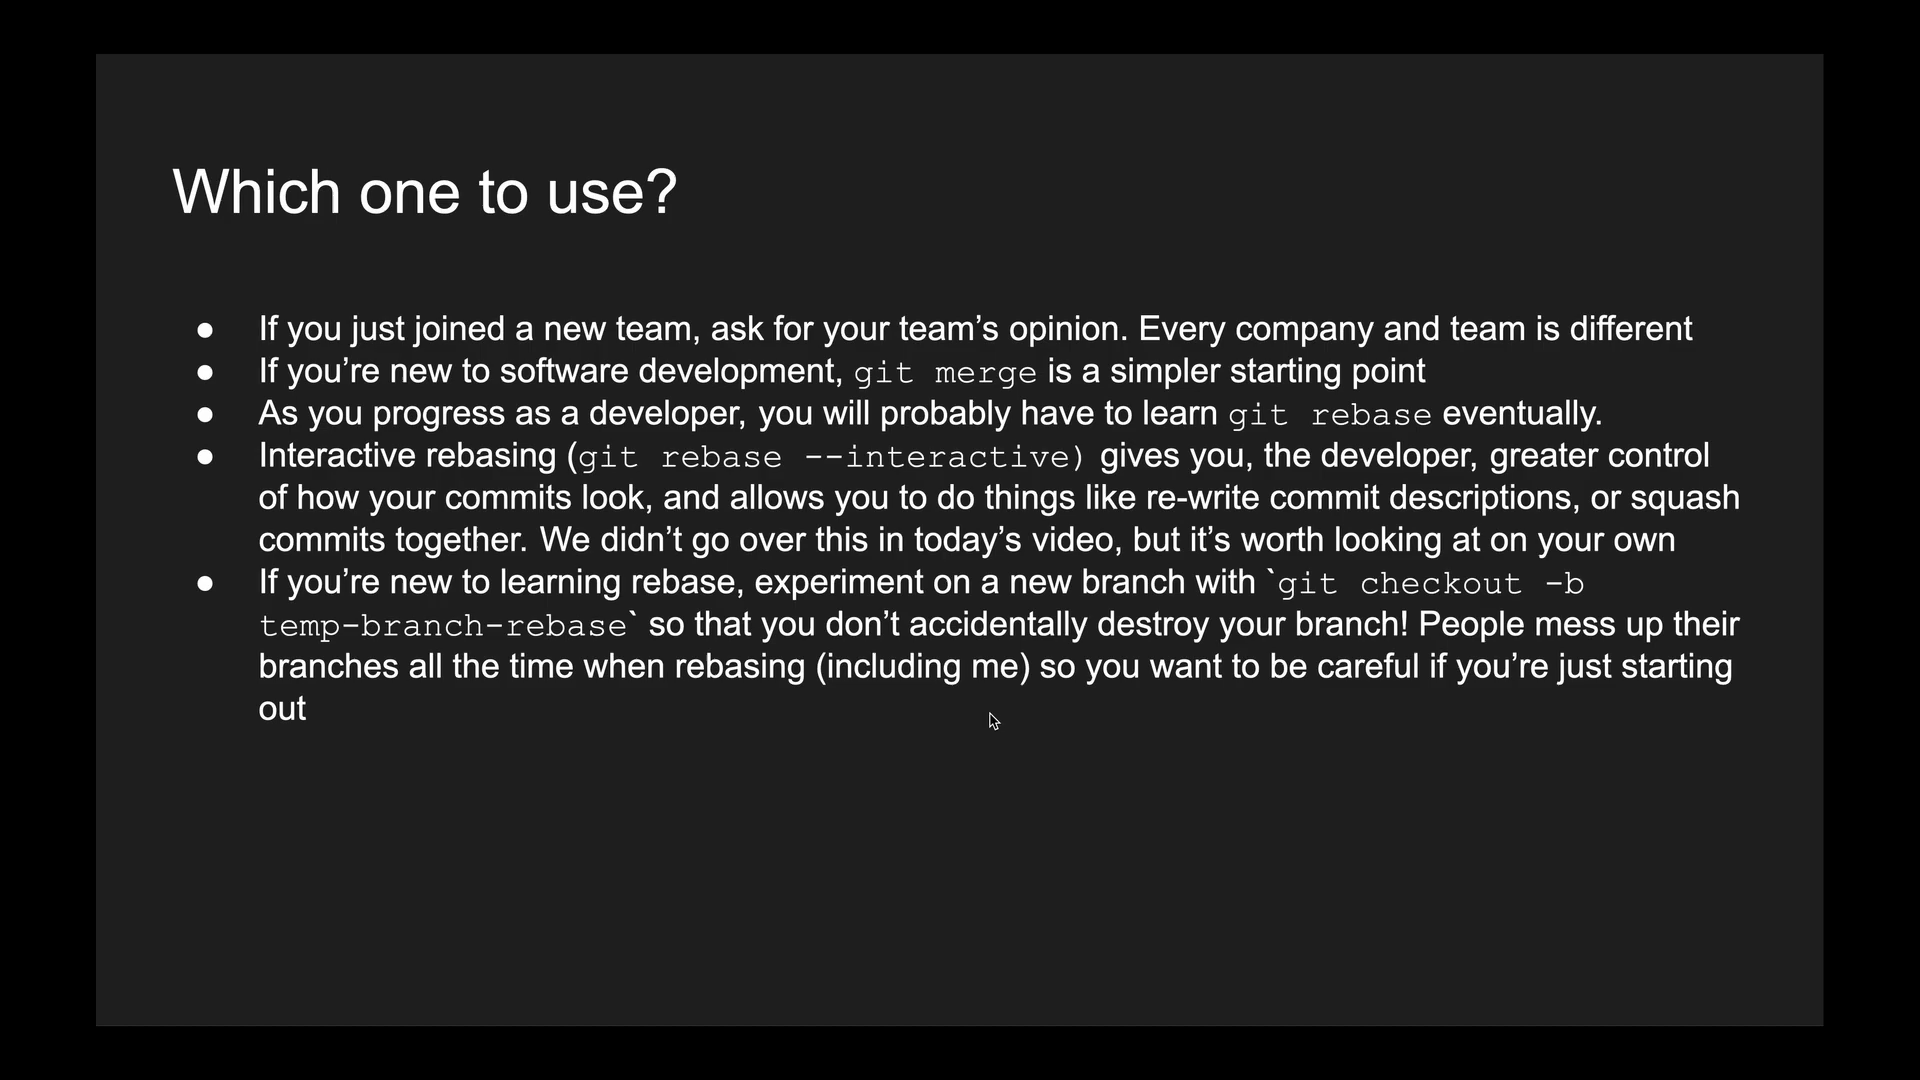 Which one to use?
● If you just joined a new team, ask for your team’s opinion. Every company and team is different
● If you’re new to software development, git merge is a simpler starting point
● As you progress as a developer, you will probably have to learn git rebase eventually.
● Interactive rebasing (git rebase --interactive) gives you, the developer, greater control
of how your commits look, and allows you to do things like re-write commit descriptions, or squash
commits together. We didn’t go over this in today’s video, but it’s worth looking at on your own
● If you’re new to learning rebase, experiment on a new branch with `git checkout -b
temp-branch-rebase` so that you don’t accidentally destroy your branch! People mess up their
branches all the time when rebasing (including me) so you want to be careful if you’re just starting
out